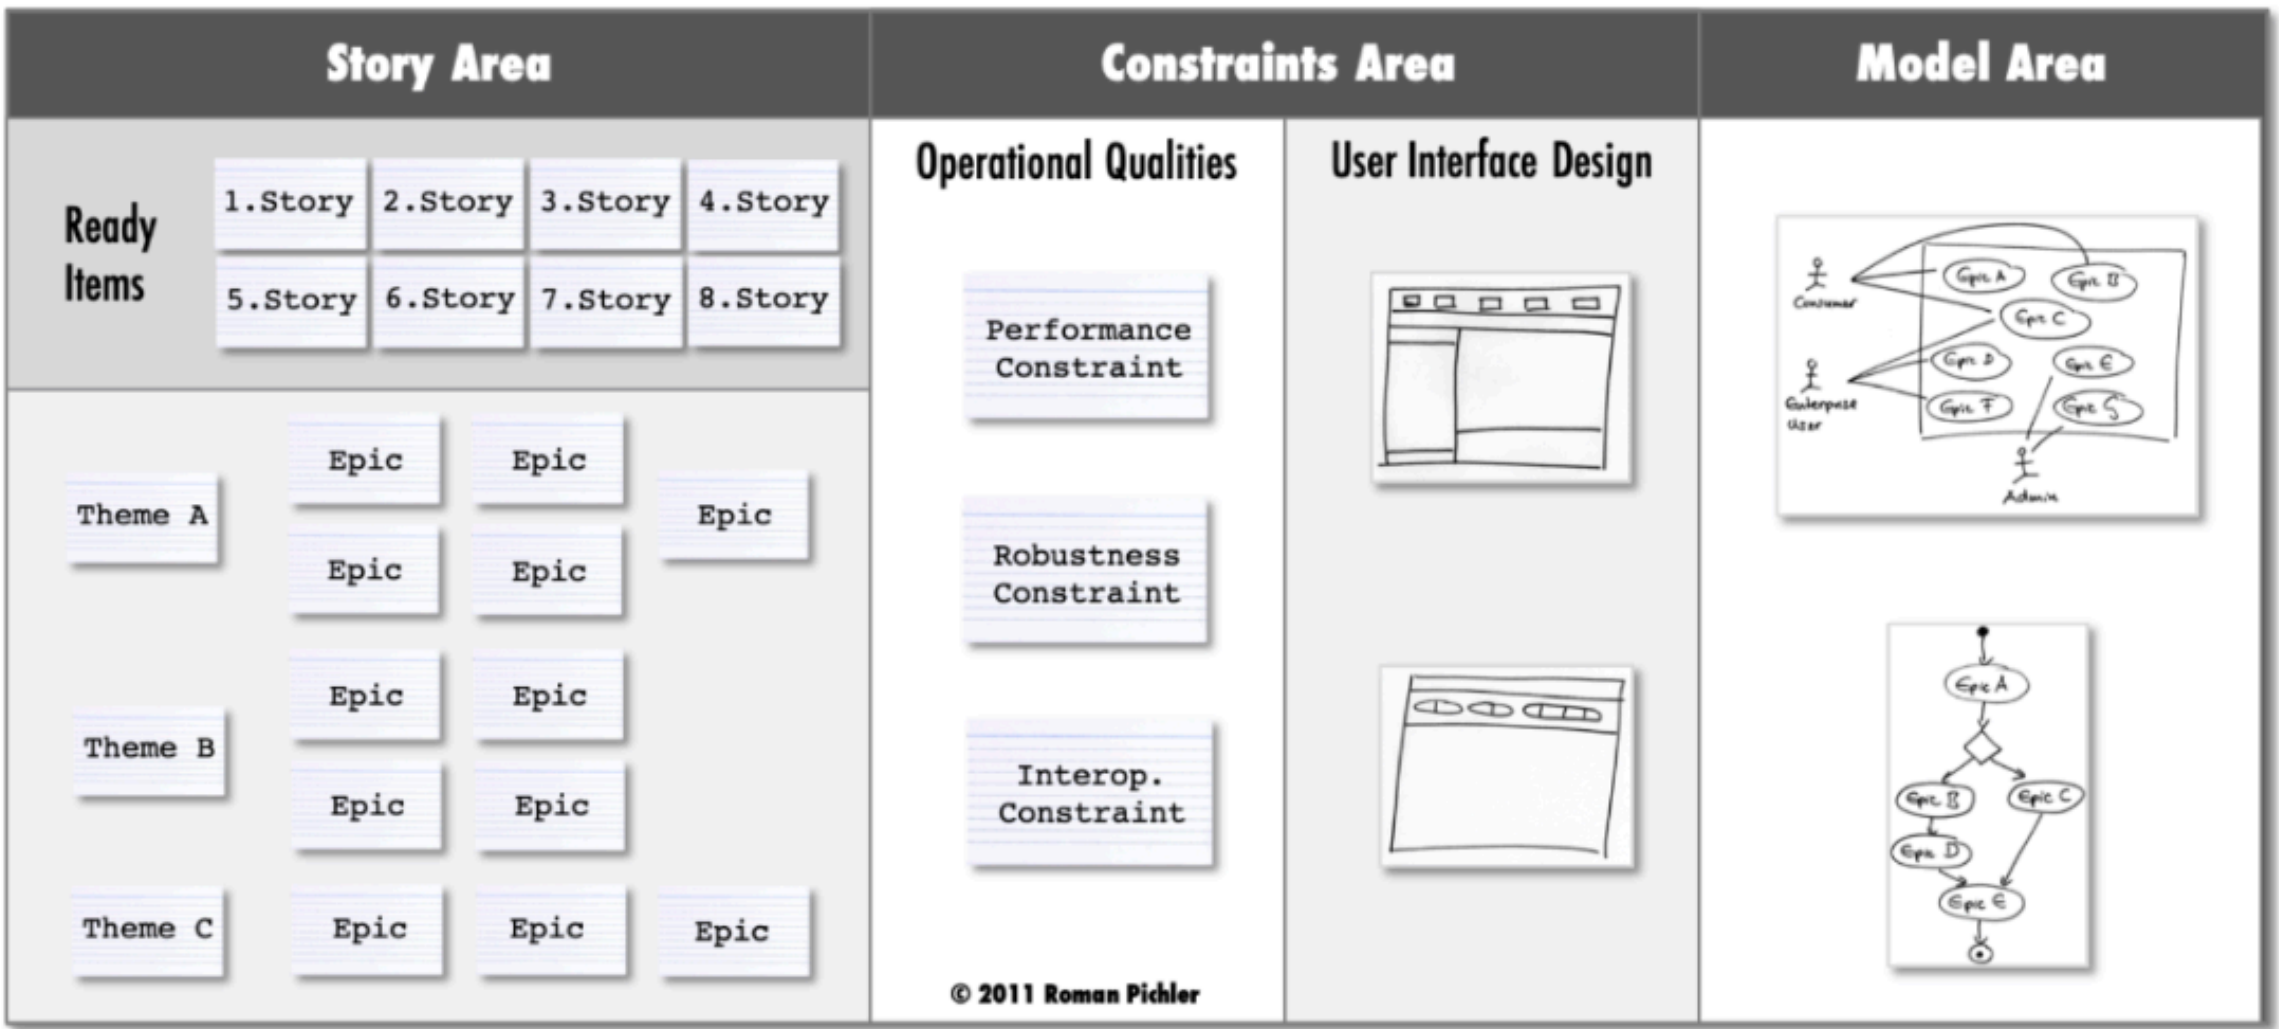 Story Area
Constraints Area
Model Area
Ready
Items
1.Story
2.Story
3.Story
4.Story
5.Story
6.Story
7.Story
8.Story
Theme A
Epic
Epic
Epic
Epic
Epic
Theme B
Epic
Epic
Epic
Epic
Theme C
Epic
Epic
Epic
Operational Qualities
Performance
Constraint
Robustness
Constraint
Interop.
Constraint
© 2011 Roman Pichler
User Interface Design
Consumer
Enterprise
User
Admin
Epic A
Epic B
Epic C
Epic D
Epic E
Epic F
Epic G
Epic A
Epic B
Epic C
Epic D
Epic E